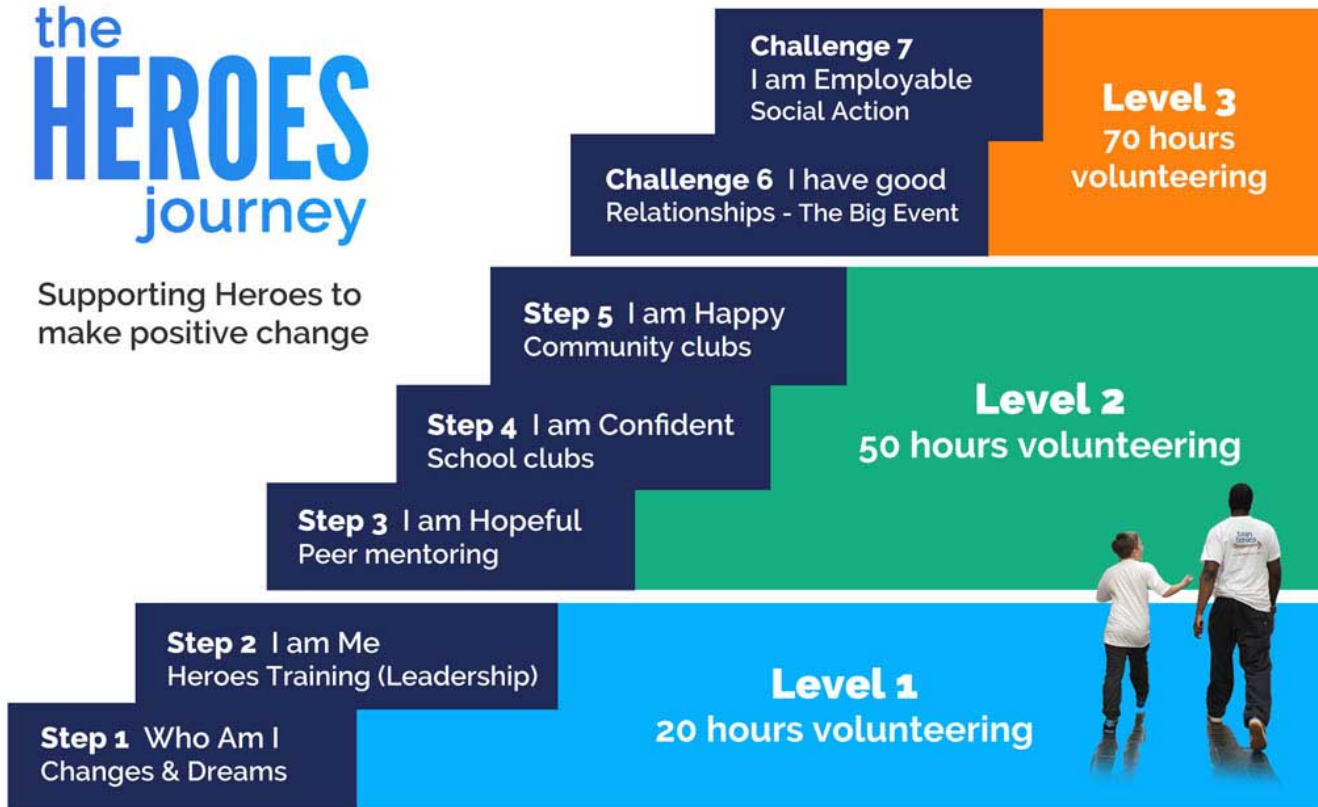 the
HEROES
journey
Supporting Heroes to
make positive change
Challenge 7
I am Employable
Social Action
Level 3
70 hours
volunteering
Challenge 6 I have good
Relationships - The Big Event
Step 5 I am Happy
Community clubs
Level 2
50 hours volunteering
Step 4 I am Confident
School clubs
Step 3 I am Hopeful
Peer mentoring
Step 2 I am Me
Heroes Training (Leadership)
Level 1
20 hours volunteering
Step 1 Who Am I
Changes & Dreams